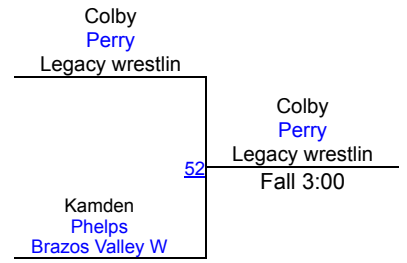 Colby
Perry
Legacy wrestlin
52
Kamden
Phelps
Brazos Valley W
Colby
Perry
Legacy wrestlin
Fall 3:00